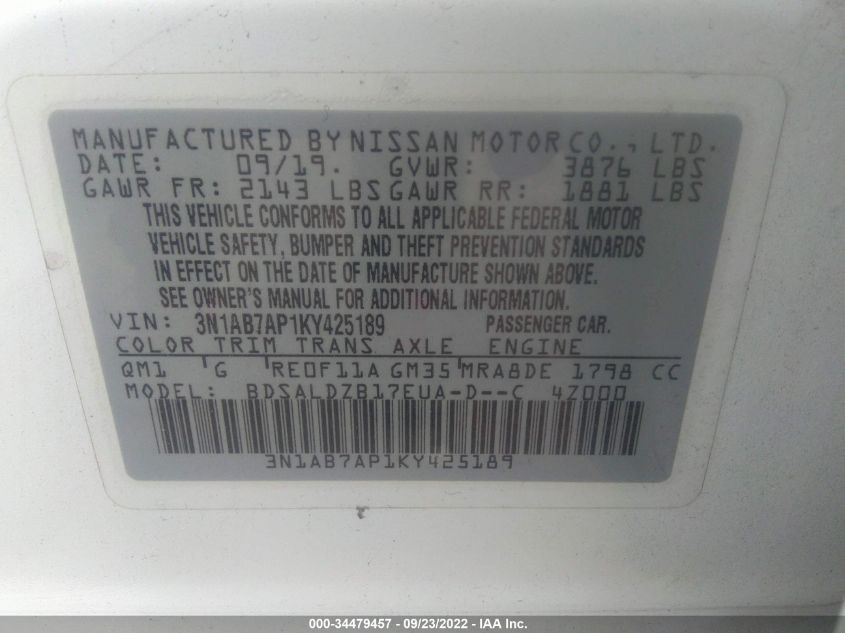 MANUFACTURED BY NISSAN MOTOR CO., LTD.
DATE: 09/19. GVWR: 3876 LBS
GAWR FR: 2143 LBS GAWR RR: 1881 LBS
THIS VEHICLE CONFORMS TO ALL APPLICABLE FEDERAL MOTOR
VEHICLE SAFETY, BUMPER AND THEFT PREVENTION STANDARDS
IN EFFECT ON THE DATE OF MANUFACTURE SHOWN ABOVE.
SEE OWNER'S MANUAL FOR ADDITIONAL INFORMATION.
VIN: 3N1AB7AP1KY425189 PASSENGER CAR.
COLOR TRIM TRANS AXLE ENGINE
QM1 G RE0F11A GM35 MRA8DE 1798 CC
MODEL: BDSALDZB17EUA-D--C 4Z000
3N1AB7AP1KY425189
000-34479457 - 09/23/2022 - IAA Inc.